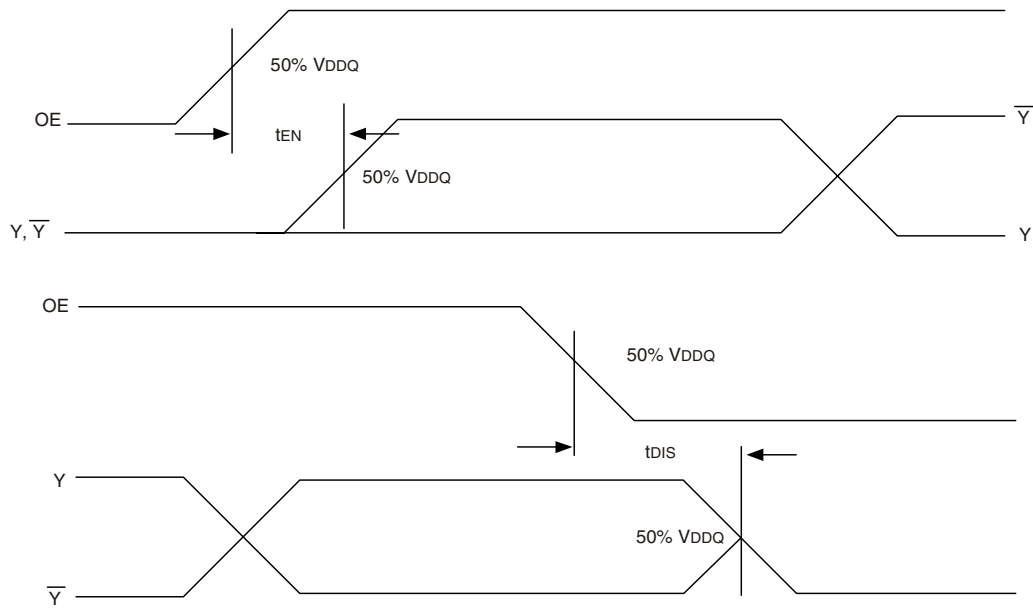 50% VDDQ
OE
tEN
Y̅
50% VDDQ
Y, Y̅
Y
OE
50% VDDQ
tDIS
Y
50% VDDQ
Y̅